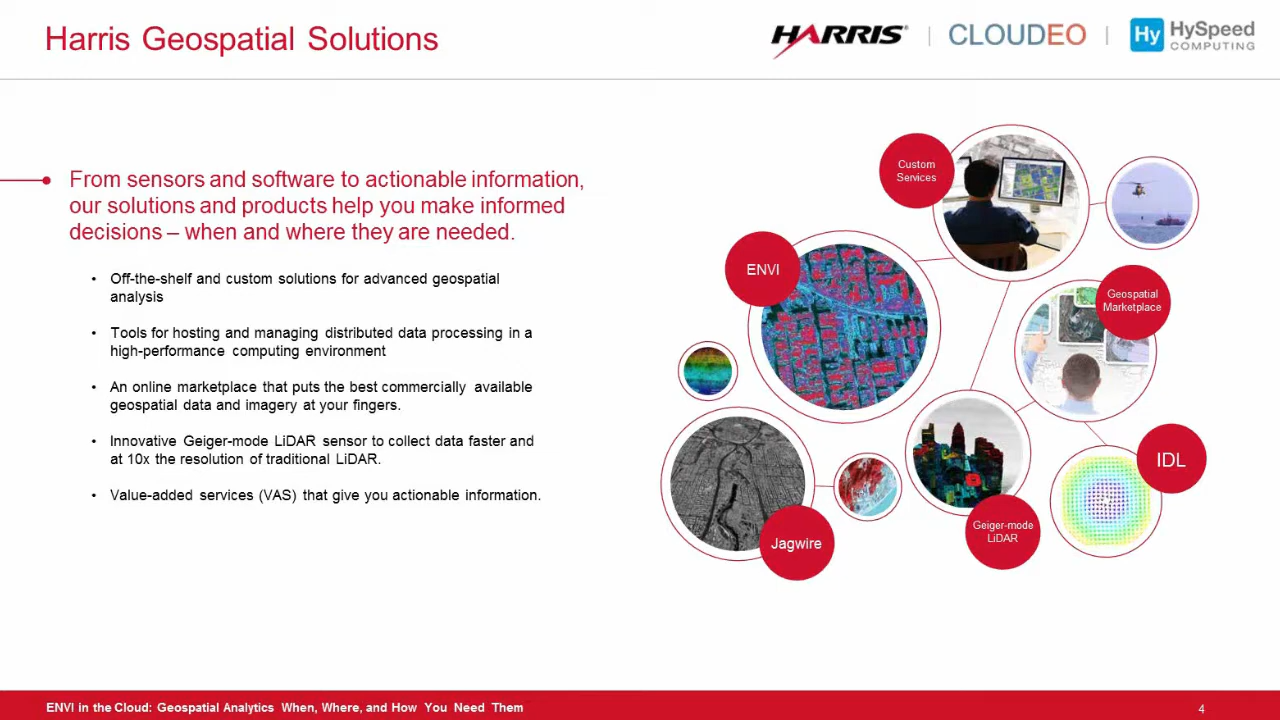 Harris Geospatial Solutions
HARRIS® | CLOUDEO | Hy HySpeed
COMPUTING
From sensors and software to actionable information,
our solutions and products help you make informed
decisions – when and where they are needed.
• Off-the-shelf and custom solutions for advanced geospatial
analysis
• Tools for hosting and managing distributed data processing in a
high-performance computing environment
• An online marketplace that puts the best commercially available
geospatial data and imagery at your fingers.
• Innovative Geiger-mode LiDAR sensor to collect data faster and
at 10x the resolution of traditional LiDAR.
• Value-added services (VAS) that give you actionable information.
Custom
Services
ENVI
Geospatial
Marketplace
IDL
Geiger-mode
LiDAR
Jagwire
ENVI in the Cloud: Geospatial Analytics When, Where, and How You Need Them
4